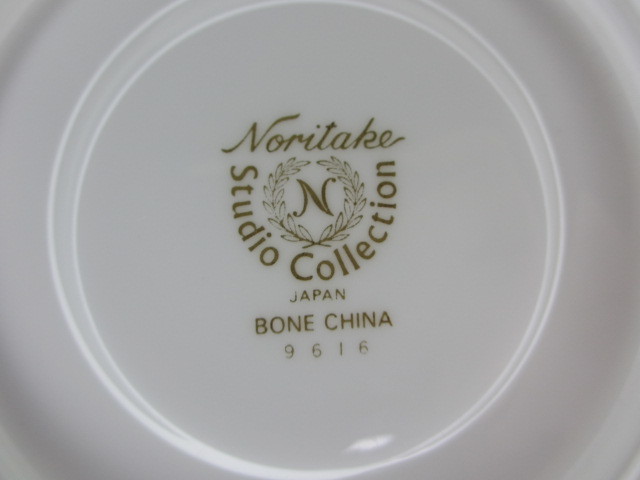 Noritake
N
Studio Collection
JAPAN
BONE CHINA
9616